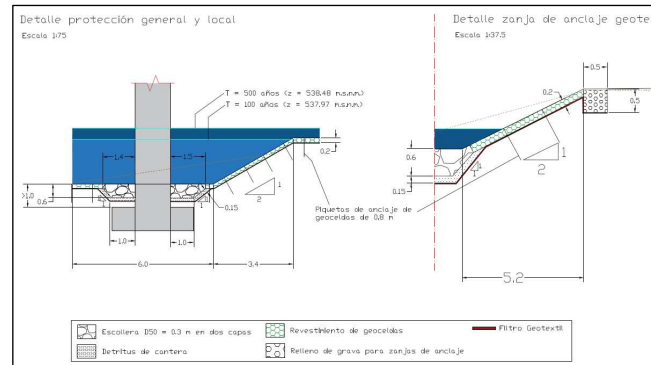 Detalle protección general y local
Escala 1:75
T = 500 años (z = 538.48 m.s.n.m.)
T = 100 años (z = 537.97 m.s.n.m.)
1.4
1.5
0.2
>1.0
0.6
0.15
1
2
Piquetas de anclaje de
geoceldas de 0.8 m
1.0
1.0
6.0
3.4
Detalle zanja de anclaje geote
Escala 1:37.5
0.5
0.2
0.5
0.6
0.15
1
2
5.2
Escollera D50 = 0.3 m en dos capas
Revestimiento de geoceldas
Filtro Geotextil
Detritus de cantera
Relleno de grava para zanjas de anclaje